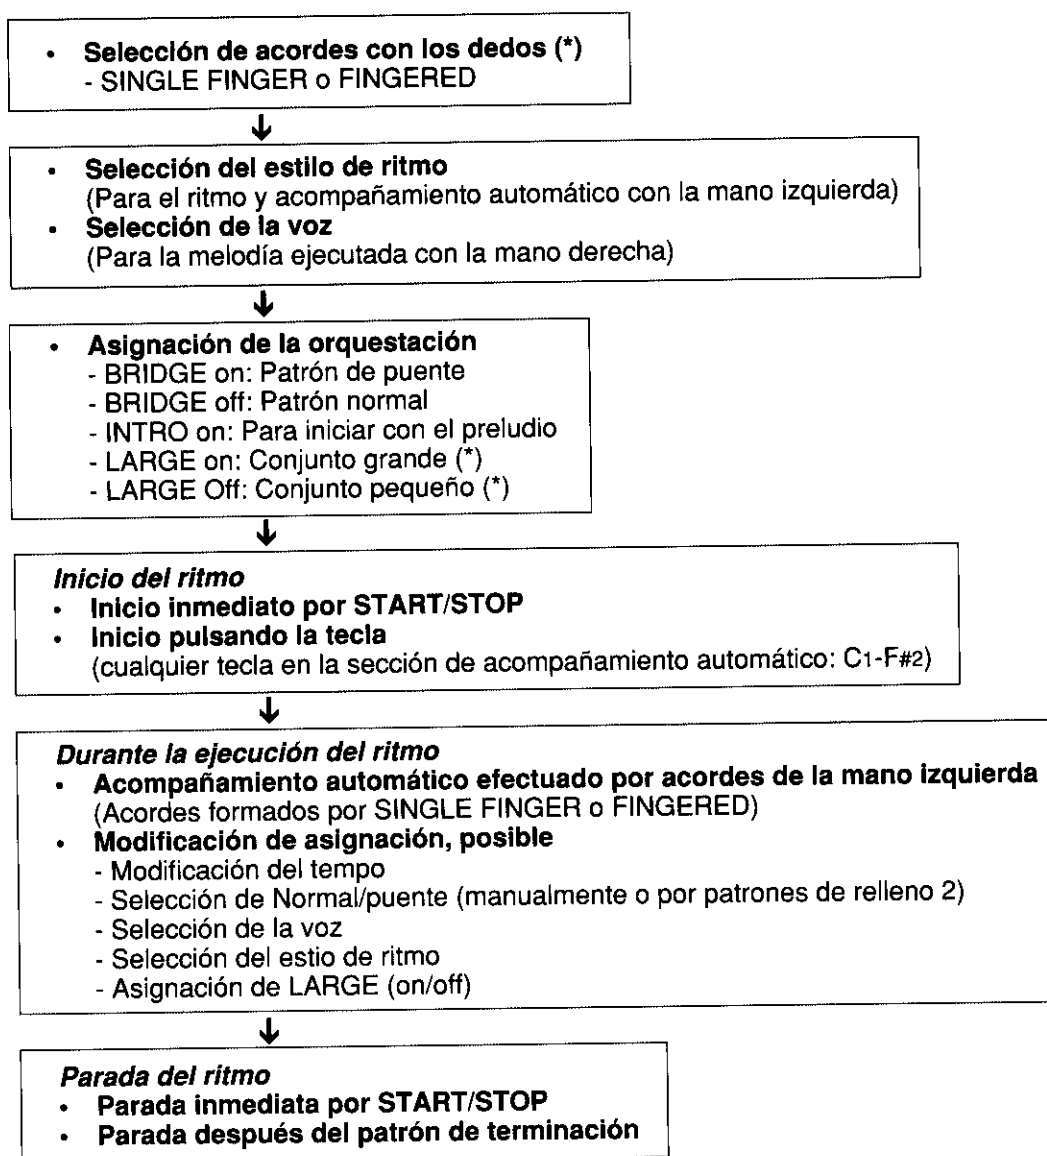 • Selección de acordes con los dedos (*)
- SINGLE FINGER o FINGERED
↓
• Selección del estilo de ritmo
(Para el ritmo y acompañamiento automático con la mano izquierda)
• Selección de la voz
(Para la melodía ejecutada con la mano derecha)
↓
• Asignación de la orquestación
- BRIDGE on: Patrón de puente
- BRIDGE off: Patrón normal
- INTRO on: Para iniciar con el preludio
- LARGE on: Conjunto grande (*)
- LARGE Off: Conjunto pequeño (*)
↓
Inicio del ritmo
• Inicio inmediato por START/STOP
• Inicio pulsando la tecla
(cualquier tecla en la sección de acompañamiento automático: C1-F#2)
↓
Durante la ejecución del ritmo
• Acompañamiento automático efectuado por acordes de la mano izquierda
(Acordes formados por SINGLE FINGER o FINGERED)
• Modificación de asignación, posible
- Modificación del tempo
- Selección de Normal/puente (manualmente o por patrones de relleno 2)
- Selección de la voz
- Selección del estio de ritmo
- Asignación de LARGE (on/off)
↓
Parada del ritmo
• Parada inmediata por START/STOP
• Parada después del patrón de terminación